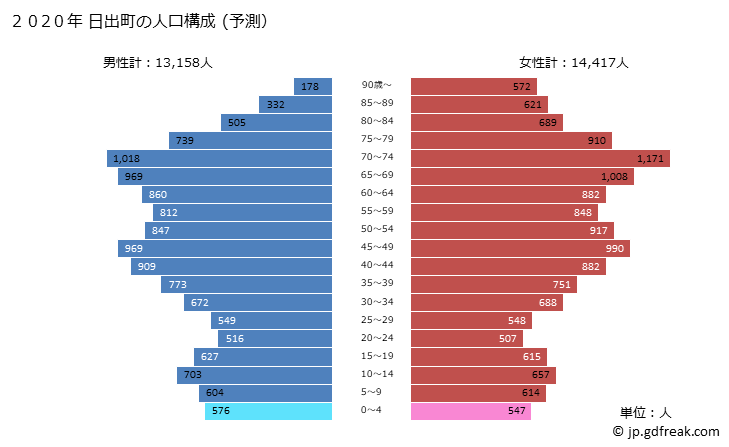 ２０２０年 日出町の人口構成 (予測)
男性計：13,158人 女性計：14,417人
178 90歳～ 572
332 85～89 621
505 80～84 689
739 75～79 910
1,018 70～74 1,171
969 65～69 1,008
860 60～64 882
812 55～59 848
847 50～54 917
969 45～49 990
909 40～44 882
773 35～39 751
672 30～34 688
549 25～29 548
516 20～24 507
627 15～19 615
703 10～14 657
604 5～9 614
576 0～4 547
単位：人
© jp.gdfreak.com